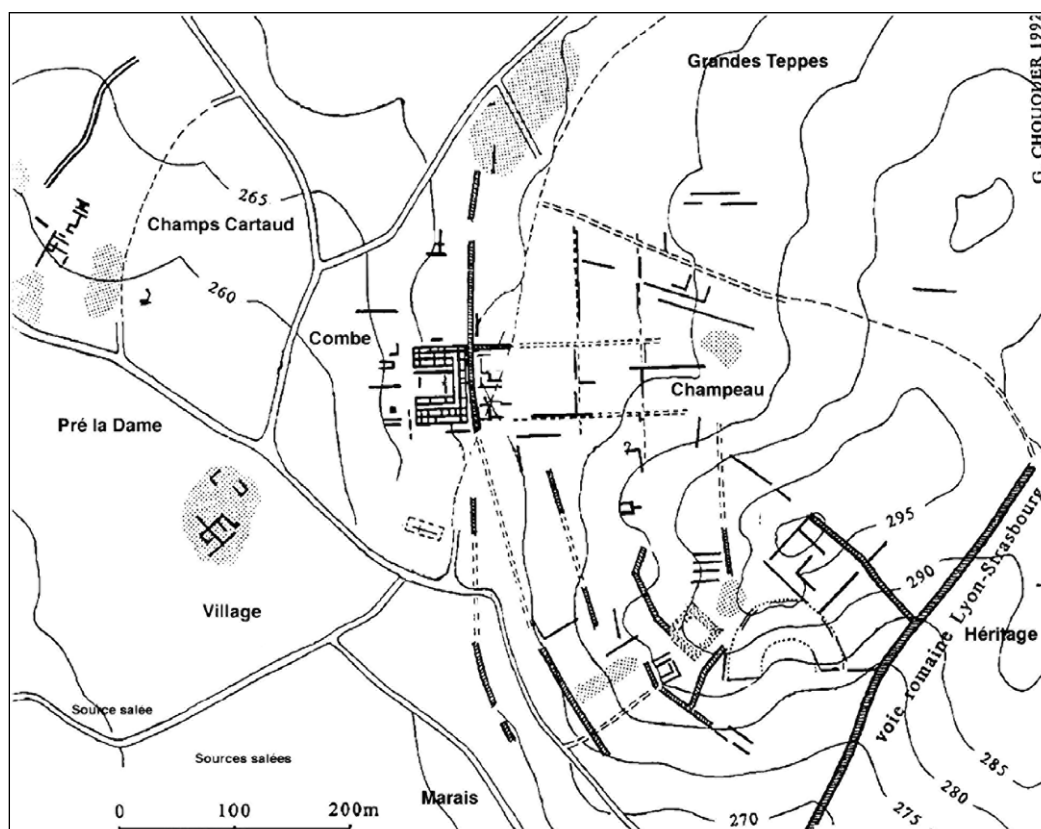 Grandes Teppes
G. CHOUQUER 1992
265
Champs Cartaud
260
Combe
Champeau
Pré la Dame
295
290
Village
Héritage
voie romaine Lyon-Strasbourg
Source salée
Sources salées
Marais
285
280
275
270
0 100 200m